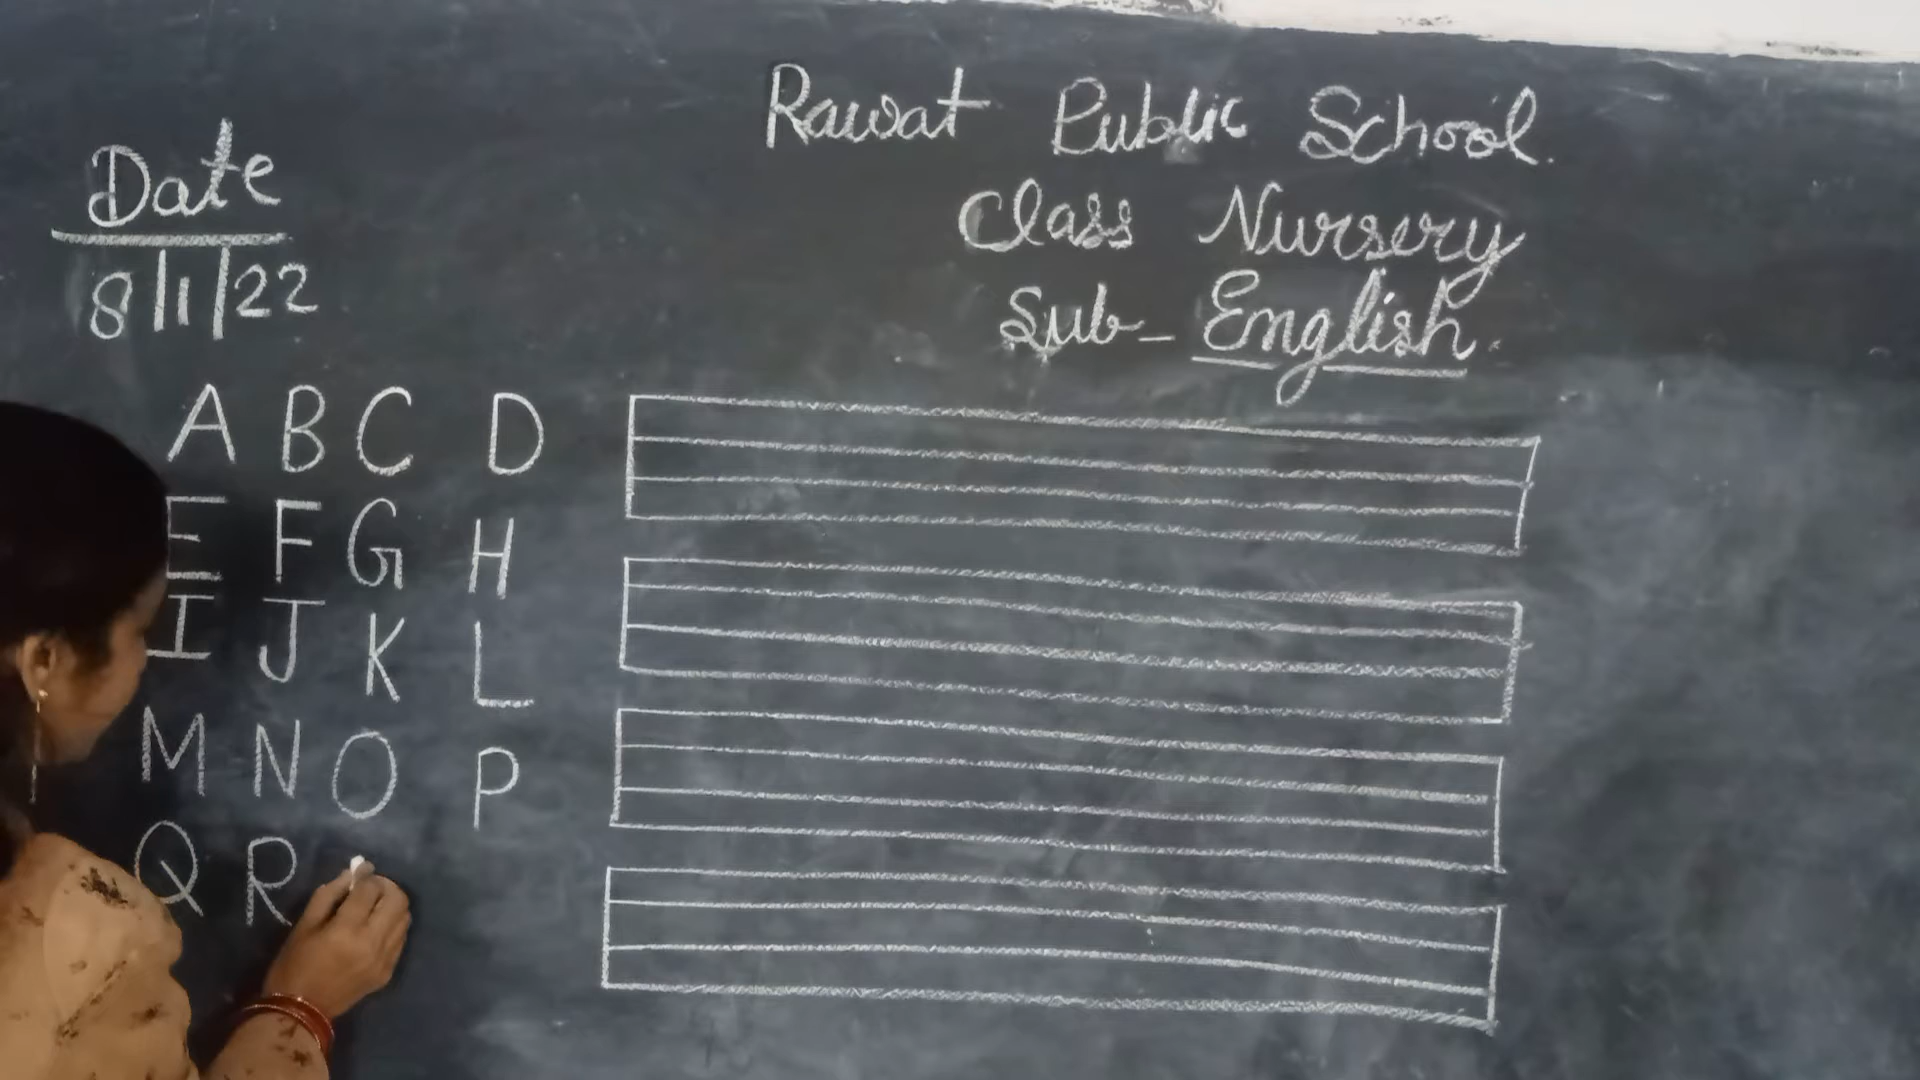 Rawat Public School.
Class Nursery
Sub- English.
Date
8/1/22
A B C D
E F G H
I J K L
M N O P
Q R